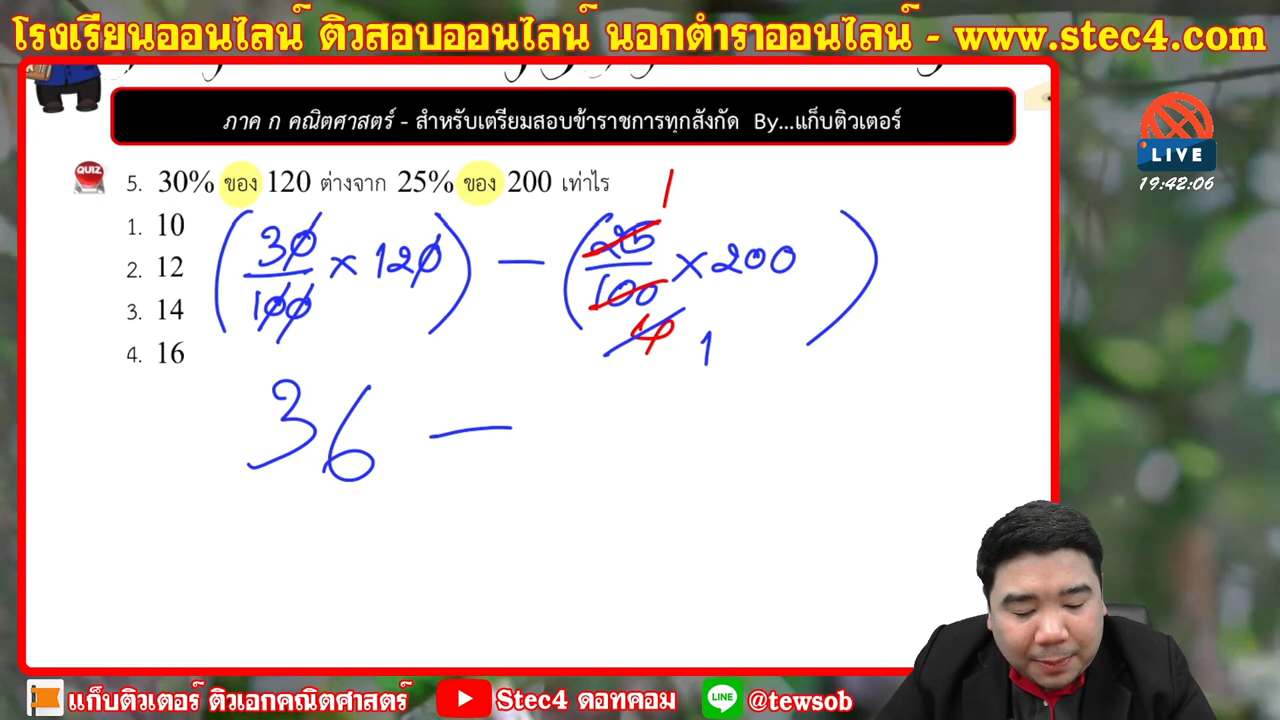 โรงเรียนออนไลน์ ติวสอบออนไลน์ นอกตำราออนไลน์ - www.stec4.com
ภาค ก คณิตศาสตร์ - สำหรับเตรียมสอบข้าราชการทุกสังกัด By...แก็บติวเตอร์
LIVE
19:42:06
QUIZ
5. 30% ของ 120 ต่างจาก 25% ของ 200 เท่าไร
1. 10
2. 12
3. 14
4. 16
1
(30/100 × 120) - (25/100 × 200)
4 1
36 -
แก็บติวเตอร์ ติวเอกคณิตศาสตร์ Stec4 ดอทคอม LINE @tewsob